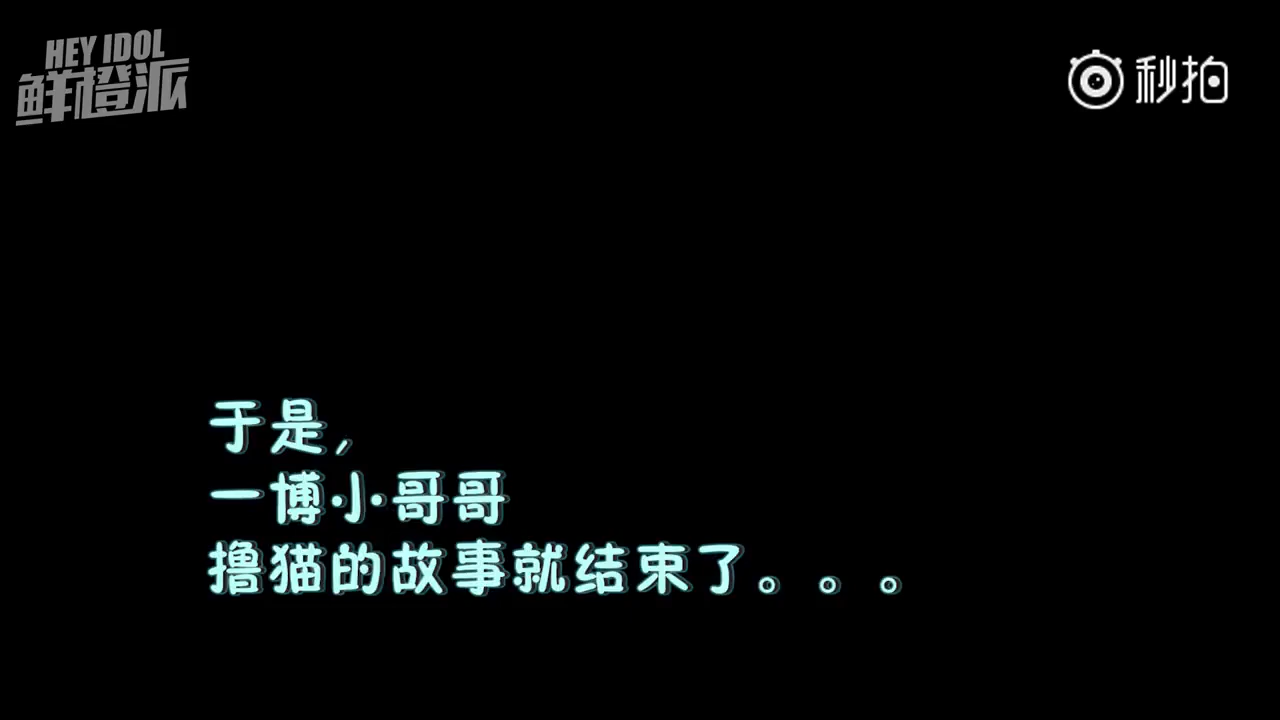 HEY IDOL
鲜橙派
秒拍
于是,
一博小哥哥
撸猫的故事就结束了。。。